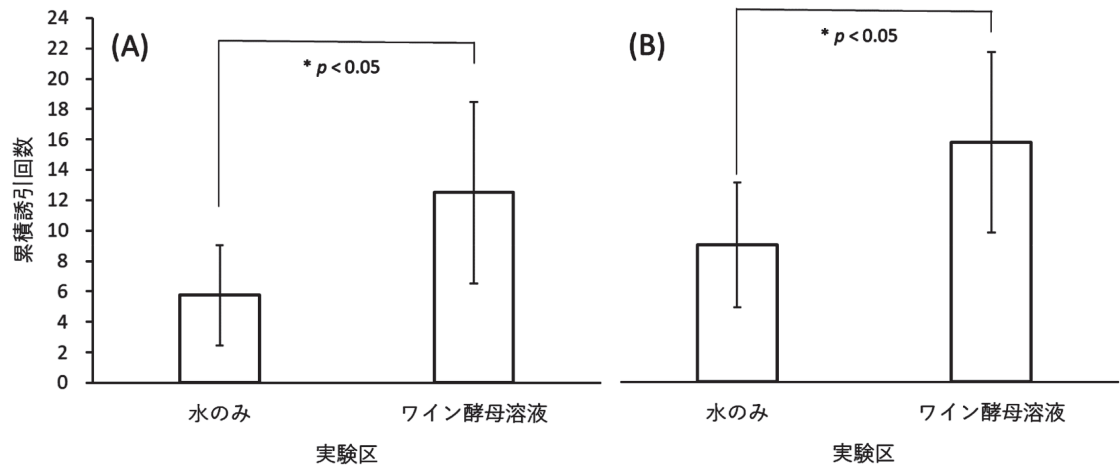 (A)
* p < 0.05
24
22
20
18
16
14
12
10
8
6
4
2
0
累積誘引回数
水のみ
ワイン酵母溶液
実験区
(B)
* p < 0.05
水のみ
ワイン酵母溶液
実験区